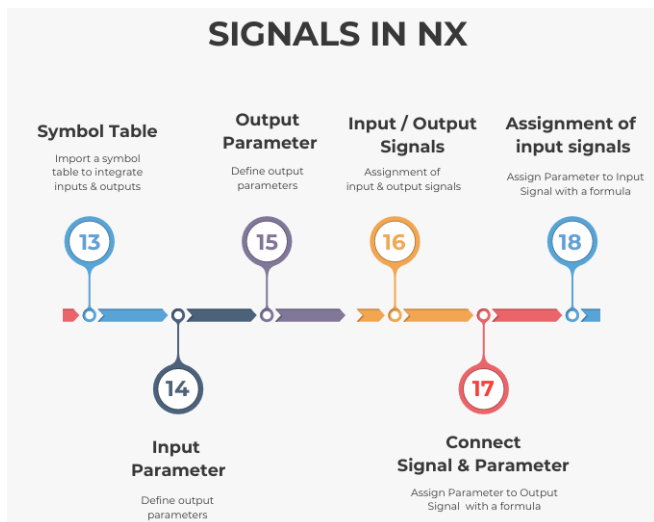 SIGNALS IN NX
Symbol Table
Import a symbol
table to integrate
inputs & outputs
13
14
Input
Parameter
Define output
parameters
Output
Parameter
Define output
parameters
15
Input / Output
Signals
Assignment of
input & output signals
16
17
Connect
Signal & Parameter
Assign Parameter to Output
Signal with a formula
Assignment of
input signals
Assign Parameter to Input
Signal with a formula
18